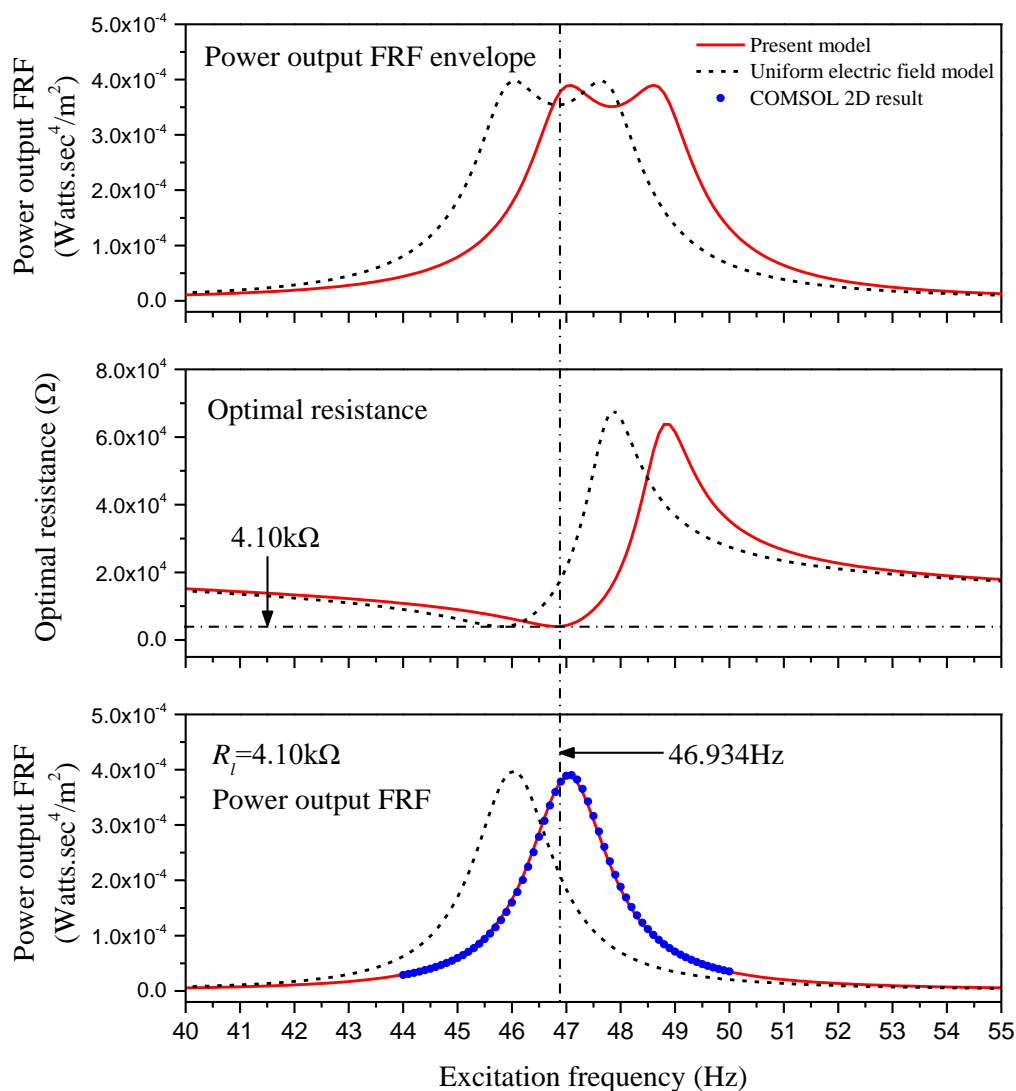 Power output FRF
(Watts.sec⁴/m²)
5.0x10⁻⁴
4.0x10⁻⁴
3.0x10⁻⁴
2.0x10⁻⁴
1.0x10⁻⁴
0.0
Power output FRF envelope
Present model
Uniform electric field model
COMSOL 2D result
Optimal resistance (Ω)
8.0x10⁴
6.0x10⁴
4.0x10⁴
2.0x10⁴
0.0
Optimal resistance
4.10kΩ
Power output FRF
(Watts.sec⁴/m²)
5.0x10⁻⁴
4.0x10⁻⁴
3.0x10⁻⁴
2.0x10⁻⁴
1.0x10⁻⁴
0.0
R_l=4.10kΩ
Power output FRF
46.934Hz
40 41 42 43 44 45 46 47 48 49 50 51 52 53 54 55
Excitation frequency (Hz)